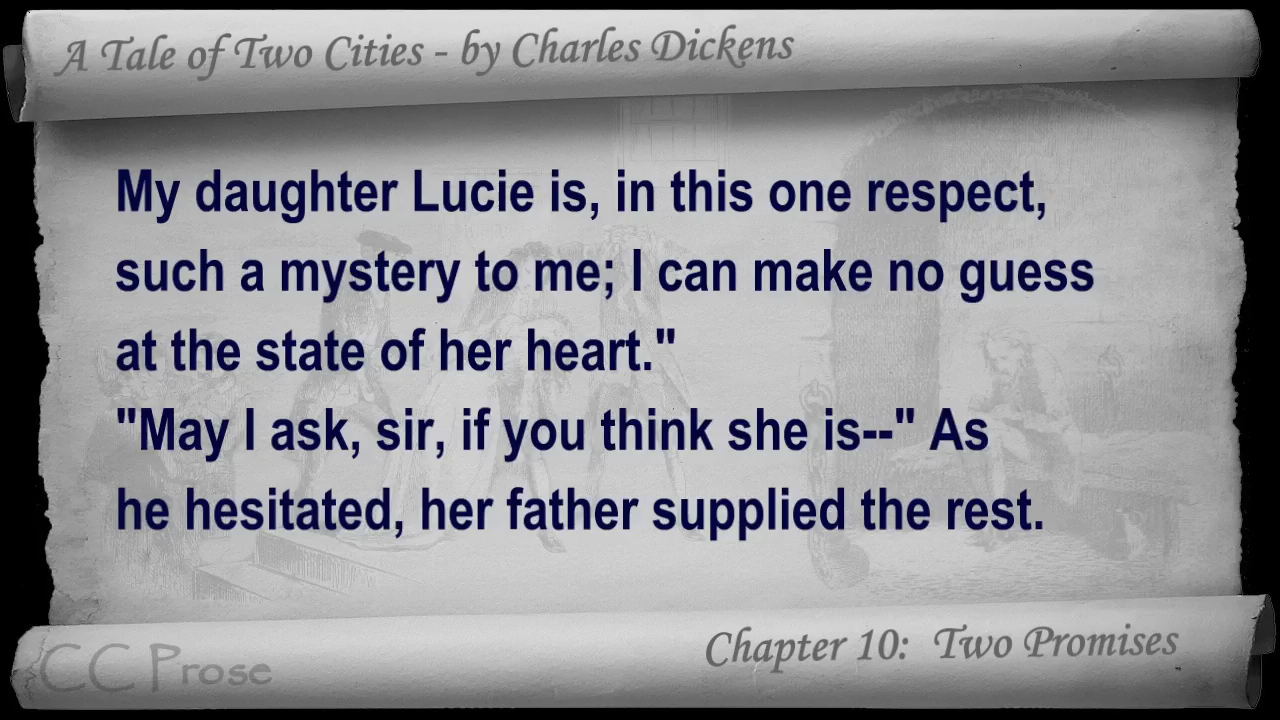 A Tale of Two Cities - by Charles Dickens
My daughter Lucie is, in this one respect,
such a mystery to me; I can make no guess
at the state of her heart."
"May I ask, sir, if you think she is--" As
he hesitated, her father supplied the rest.
CC Prose
Chapter 10: Two Promises